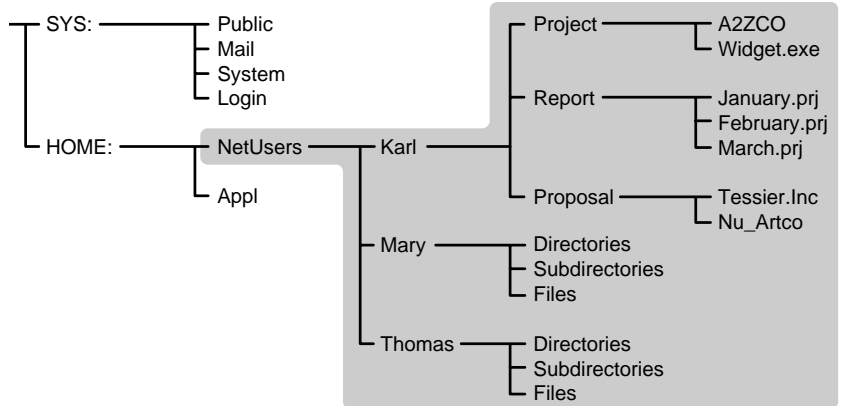 SYS:
Public
Mail
System
Login
HOME:
NetUsers
Appl
Karl
Project
A2ZCO
Widget.exe
Report
January.prj
February.prj
March.prj
Proposal
Tessier.Inc
Nu_Artco
Mary
Directories
Subdirectories
Files
Thomas
Directories
Subdirectories
Files